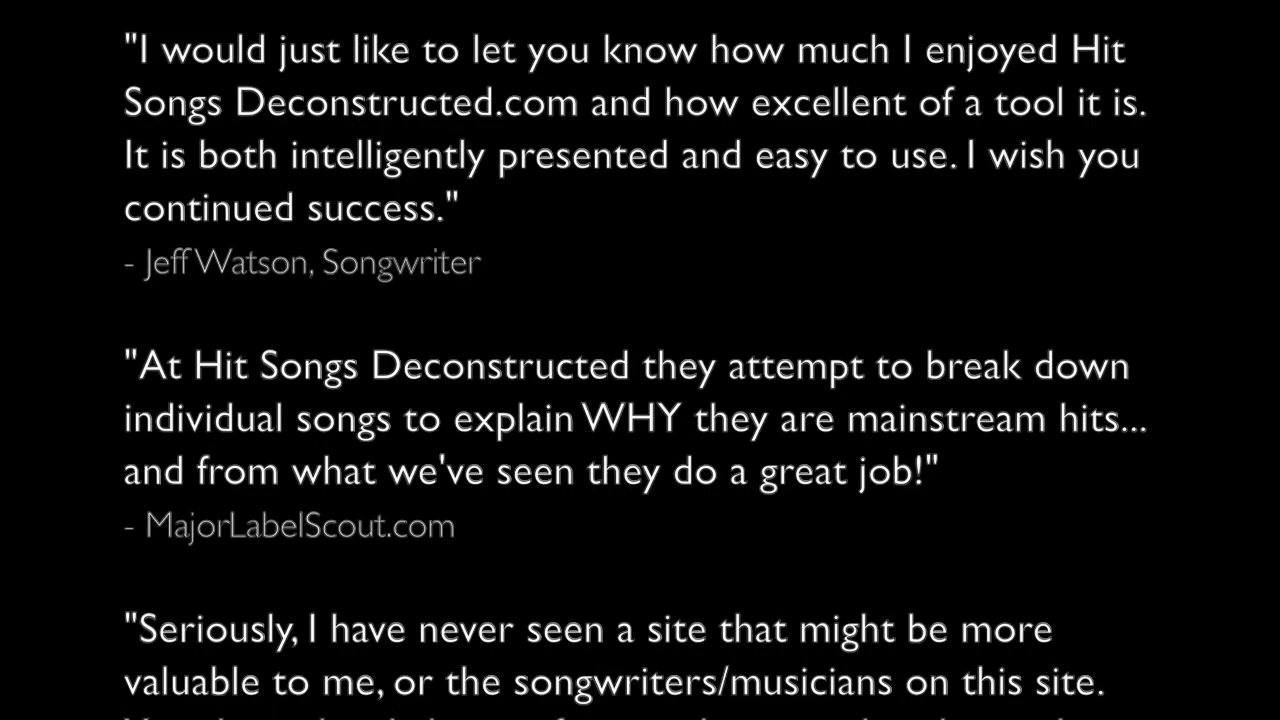 "I would just like to let you know how much I enjoyed Hit
Songs Deconstructed.com and how excellent of a tool it is.
It is both intelligently presented and easy to use. I wish you
continued success."
- Jeff Watson, Songwriter
"At Hit Songs Deconstructed they attempt to break down
individual songs to explain WHY they are mainstream hits...
and from what we've seen they do a great job!"
- MajorLabelScout.com
"Seriously, I have never seen a site that might be more
valuable to me, or the songwriters/musicians on this site.